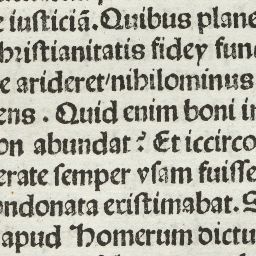 e iusticiā. Quibus plane
hristianitatis fidey fun
e arideret/nihilominus
ens . Quid enim boni in
on abundat ? Et iccirco
erate semper vsam fuisse
ondonata existimabat. S
apud Homerum dictu